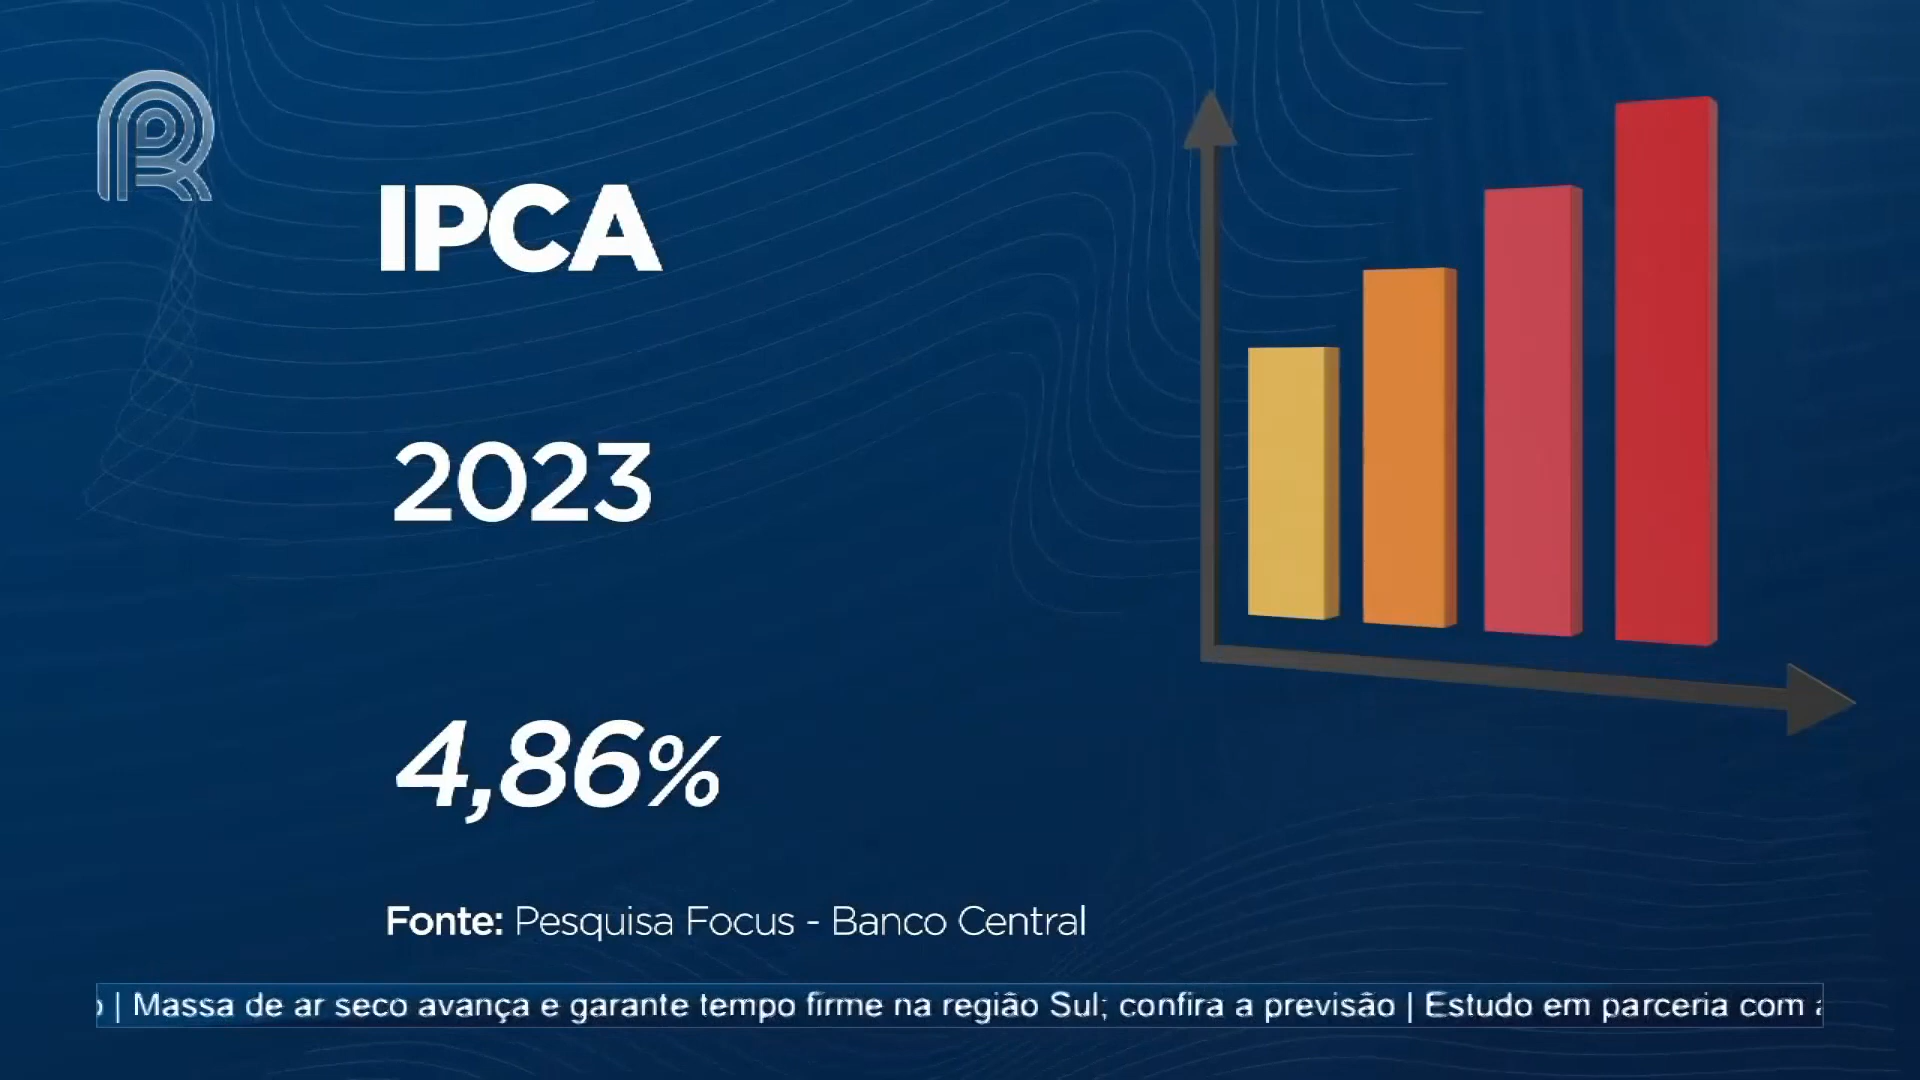 IPCA
2023
4,86%
Fonte: Pesquisa Focus - Banco Central
| Massa de ar seco avança e garante tempo firme na região Sul; confira a previsão | Estudo em parceria com